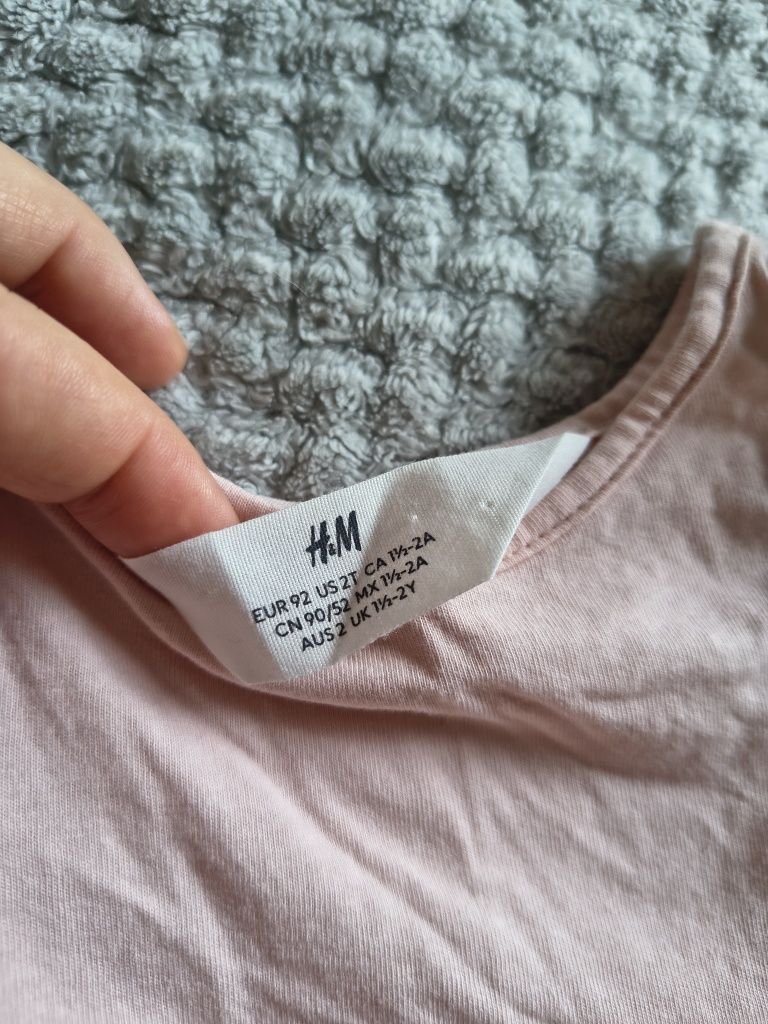 H&M
EUR 92 US 2T CA 1½-2A
CN 90/52 MX 1½-2A
AUS 2 UK 1½-2Y